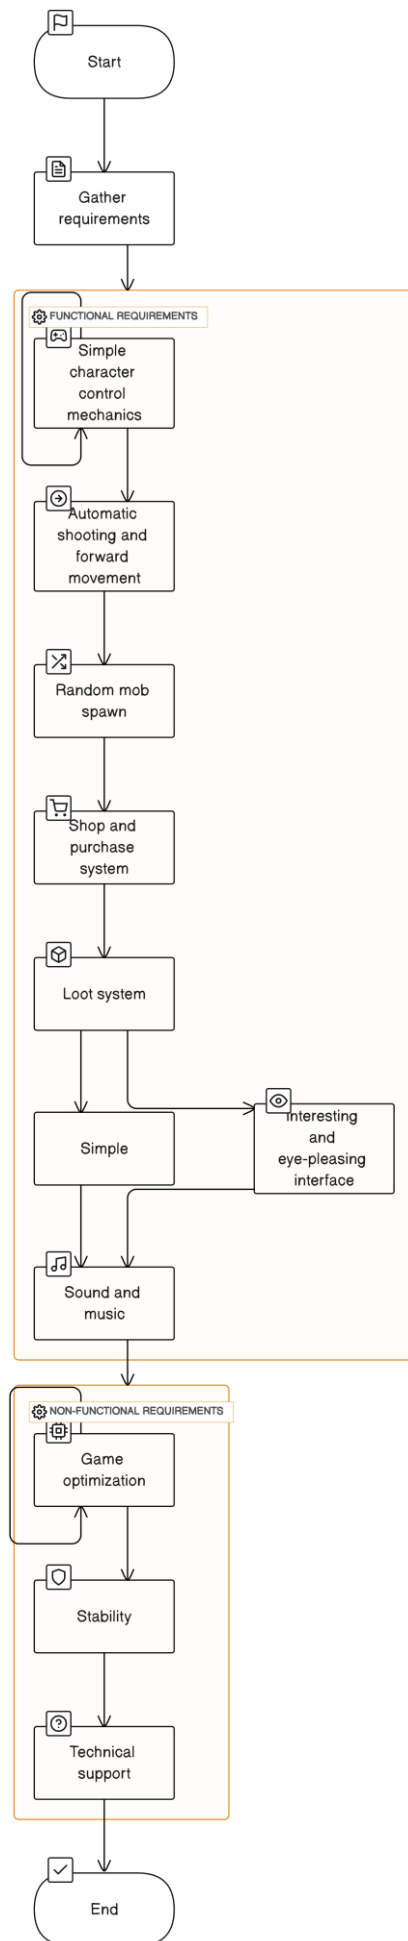 Start
Gather
requirements
FUNCTIONAL REQUIREMENTS
Simple
character
control
mechanics
Automatic
shooting and
forward
movement
Random mob
spawn
Shop and
purchase
system
Loot system
Simple
Interesting
and
eye-pleasing
interface
Sound and
music
NON-FUNCTIONAL REQUIREMENTS
Game
optimization
Stability
Technical
support
End